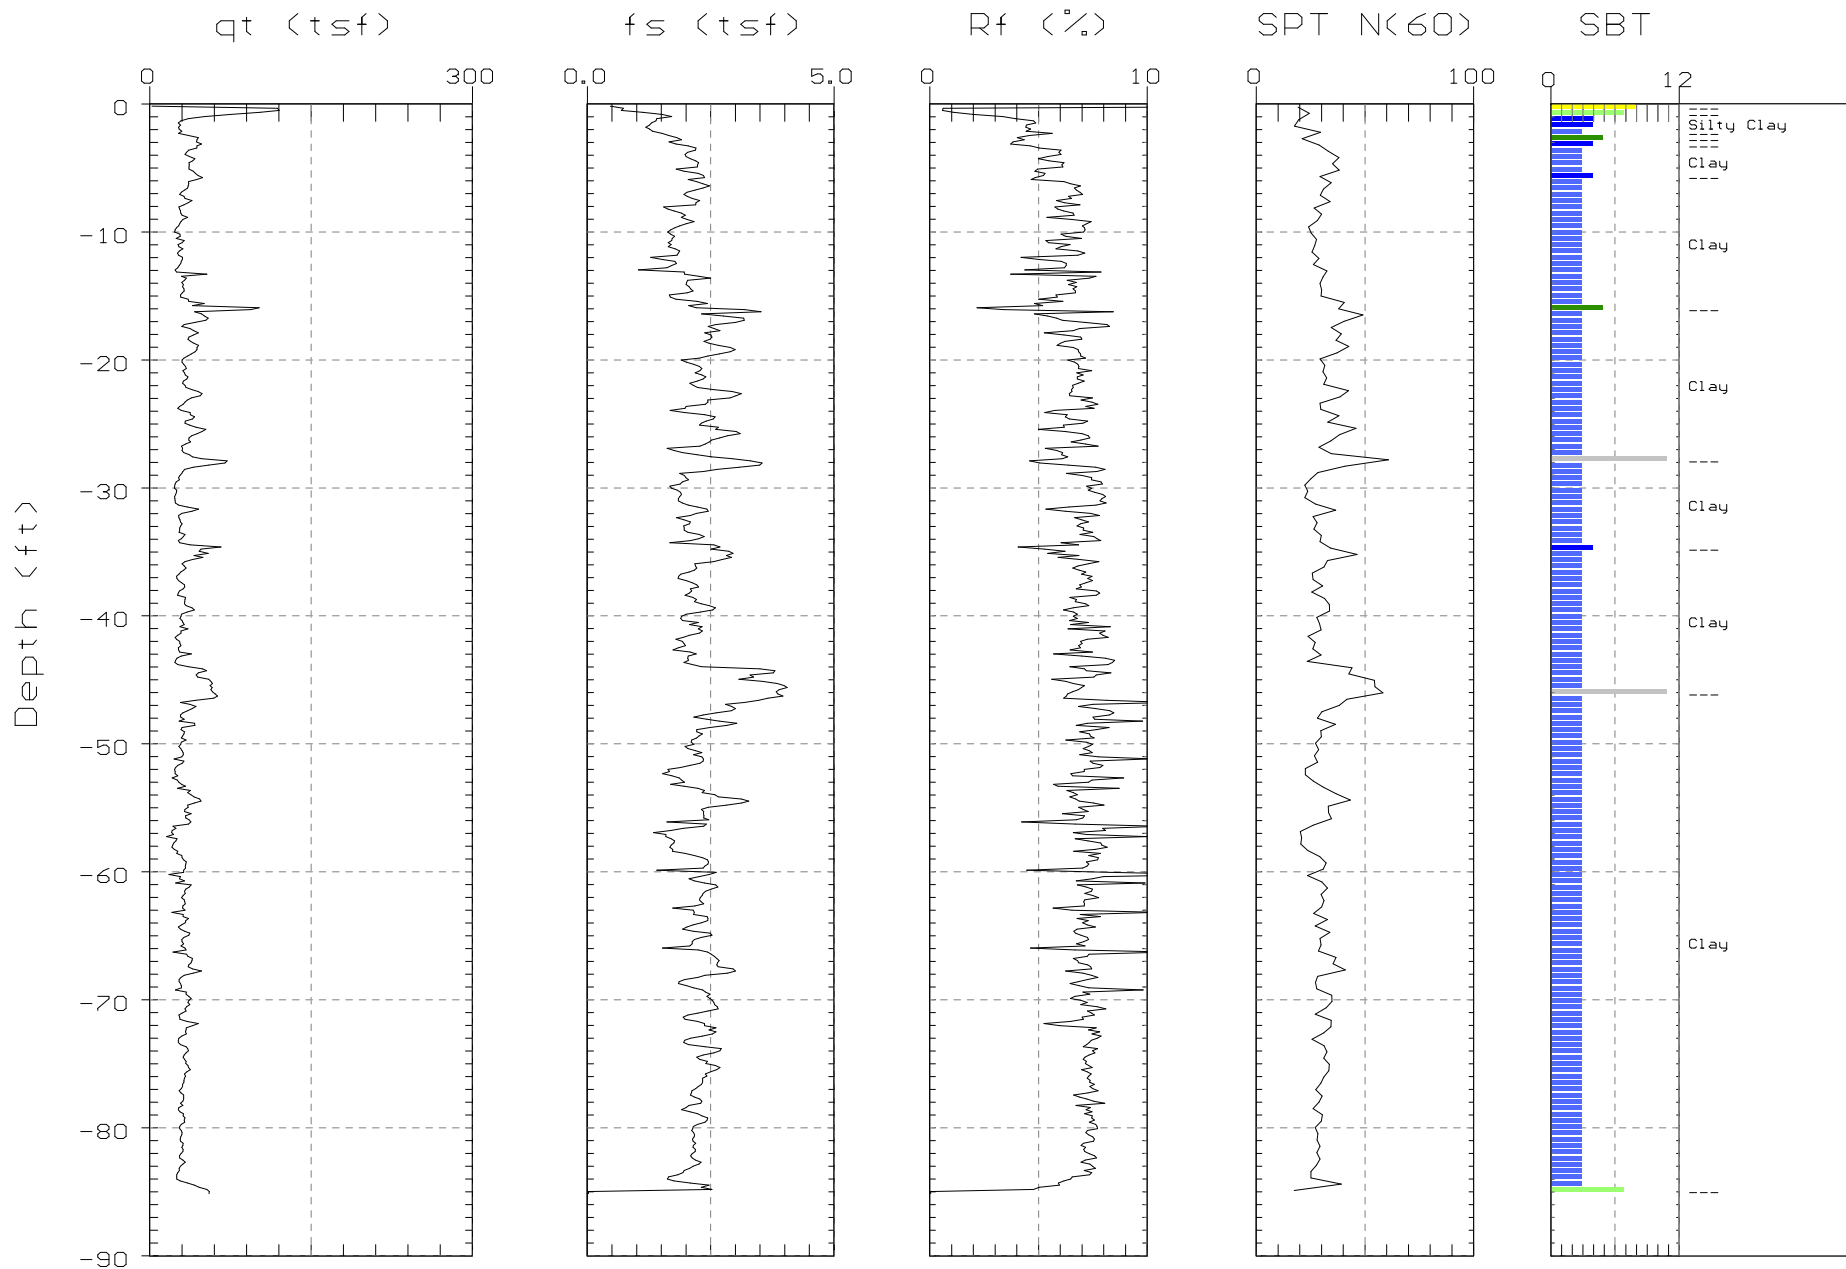 qt (tsf) fs (tsf) Rf (%) SPT N(60) SBT
0 300 0.0 5.0 0 10 0 100 0 12
0
---
---
Silty Clay
---
---
---
Clay
---
-10
Clay
---
-20
Clay
---
-30
Clay
---
Depth (ft)
-40
Clay
---
-50
-60
Clay
-70
-80
---
-90